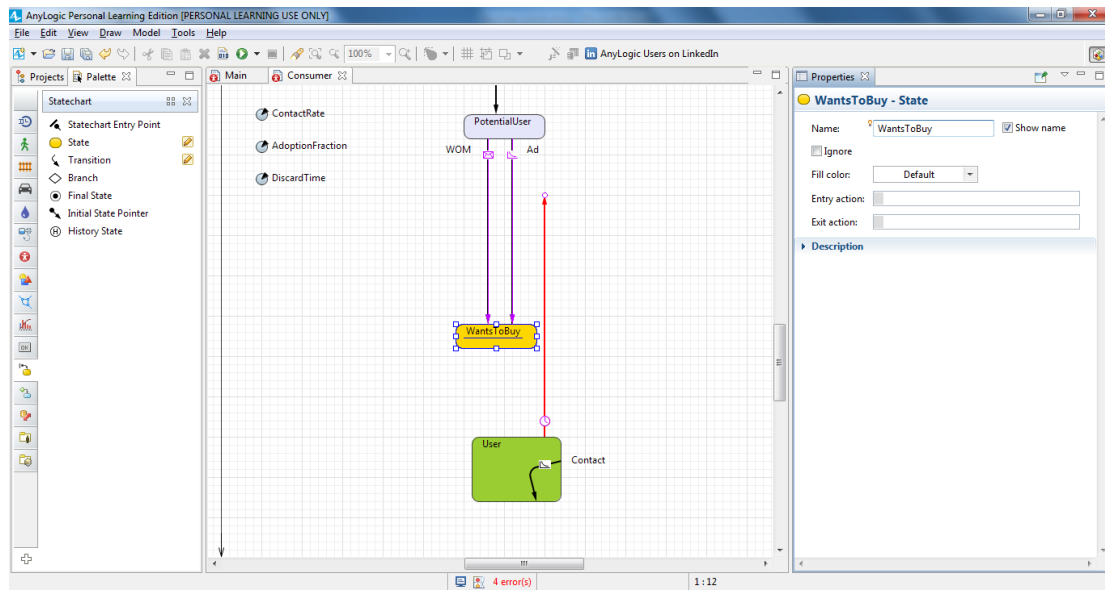 AnyLogic Personal Learning Edition [PERSONAL LEARNING USE ONLY]
File Edit View Draw Model Tools Help
100% AnyLogic Users on LinkedIn
Projects Palette Main Consumer Properties
Statechart
Statechart Entry Point
State
Transition
Branch
Final State
Initial State Pointer
History State
ContactRate
AdoptionFraction
DiscardTime
PotentialUser
WOM Ad
WantsToBuy
User
Contact
WantsToBuy - State
Name: WantsToBuy Show name
Ignore
Fill color: Default
Entry action:
Exit action:
Description
4 error(s) 1 : 12